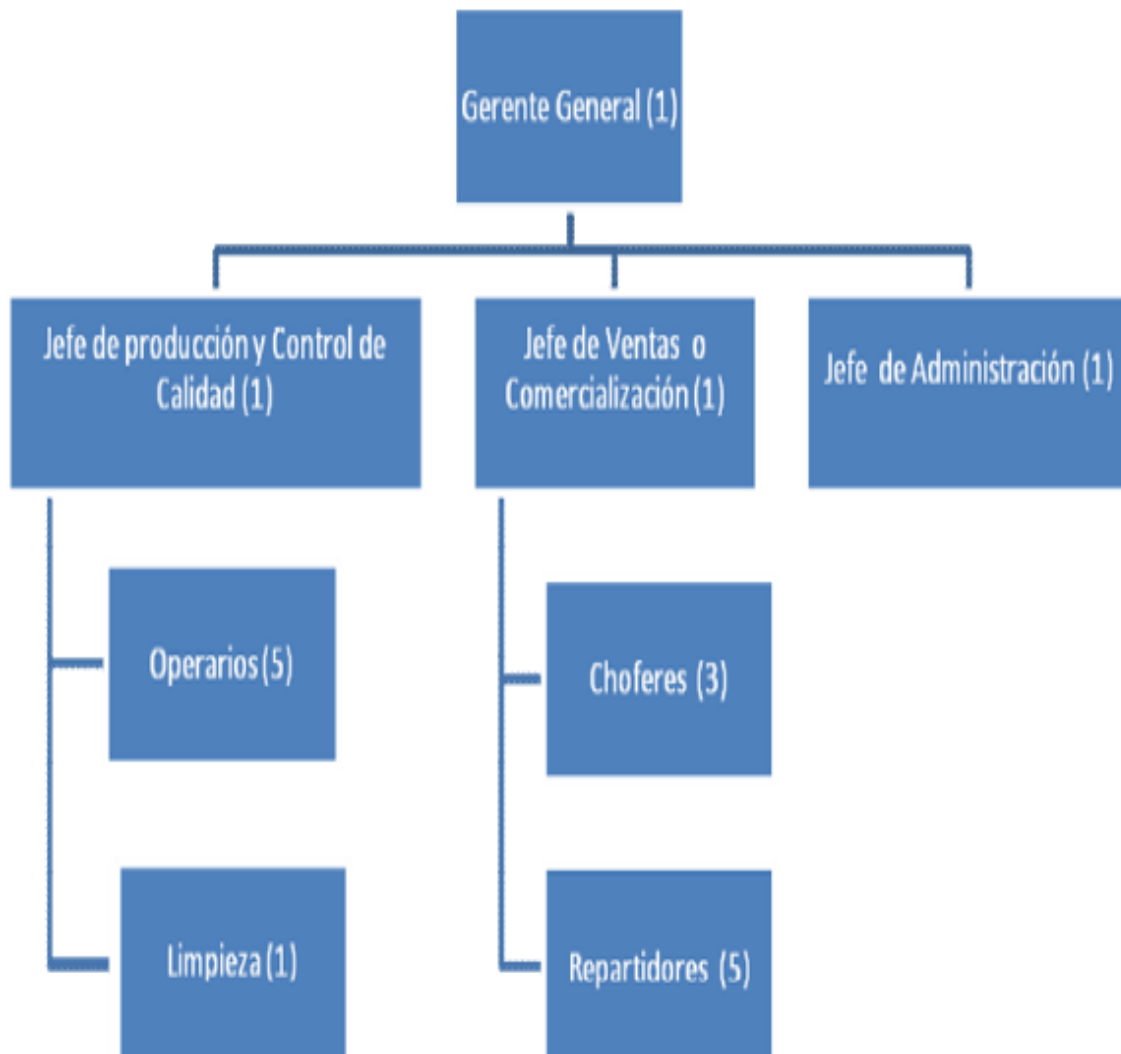 Gerente General (1)
Jefe de producción y Control de
Calidad (1)
Jefe de Ventas o
Comercialización (1)
Jefe de Administración (1)
Operarios (5)
Limpieza (1)
Choferes (3)
Repartidores (5)